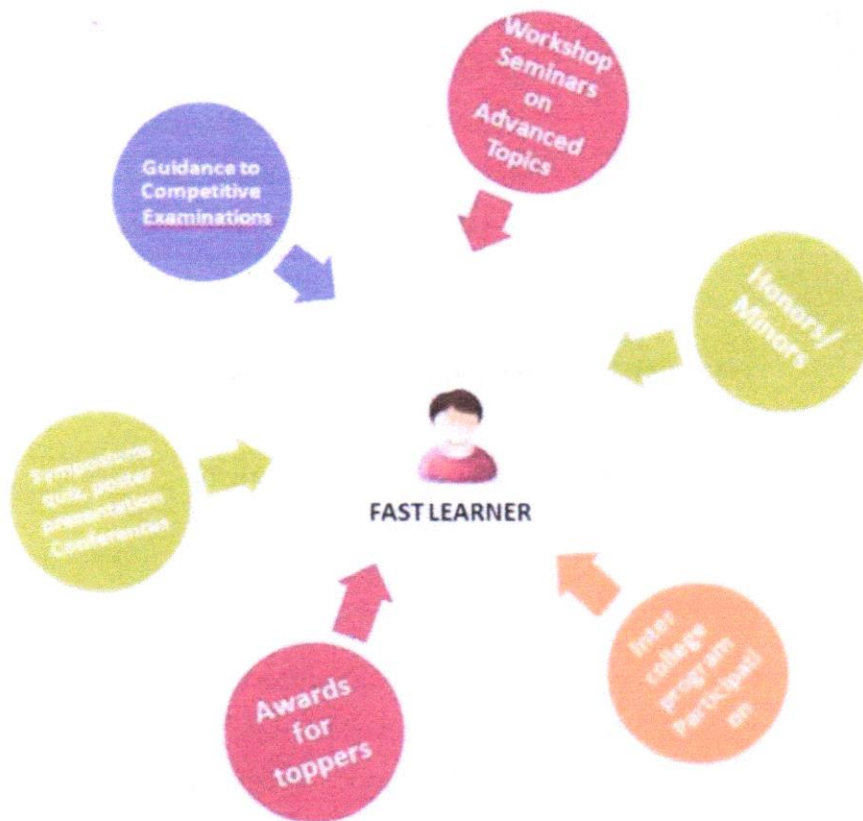 Workshop
Seminars
on
Advanced
Topics
Guidance to
Competitive
Examinations
Honors/
Minors
FAST LEARNER
Symposiums
quiz, poster
presentation
Conferences
Inter
college
program
Participati
on
Awards
for
toppers